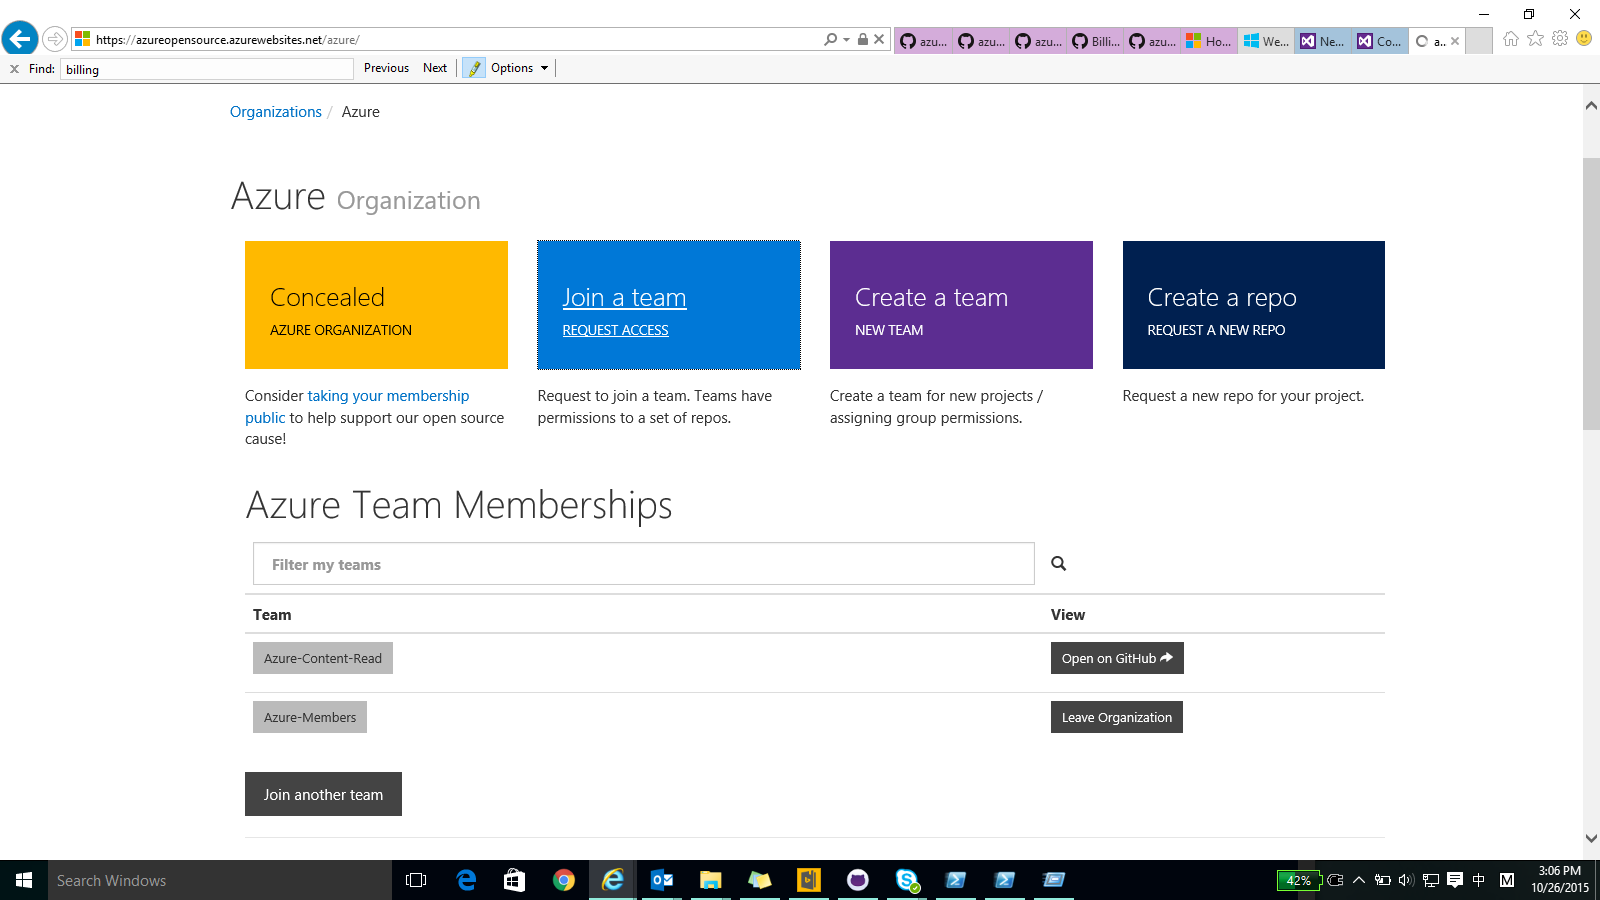 https://azureopensource.azurewebsites.net/azure/
azu...
azu...
azu...
Billi...
azu...
Ho...
We...
Ne...
Co...
a..
Find:
billing
Previous
Next
Options
Organizations / Azure
Azure Organization
Concealed
AZURE ORGANIZATION
Join a team
REQUEST ACCESS
Create a team
NEW TEAM
Create a repo
REQUEST A NEW REPO
Consider taking your membership
public to help support our open source
cause!
Request to join a team. Teams have
permissions to a set of repos.
Create a team for new projects /
assigning group permissions.
Request a new repo for your project.
Azure Team Memberships
Filter my teams
Team
View
Azure-Content-Read
Open on GitHub
Azure-Members
Leave Organization
Join another team
Search Windows
42%
中
M
3:06 PM
10/26/2015